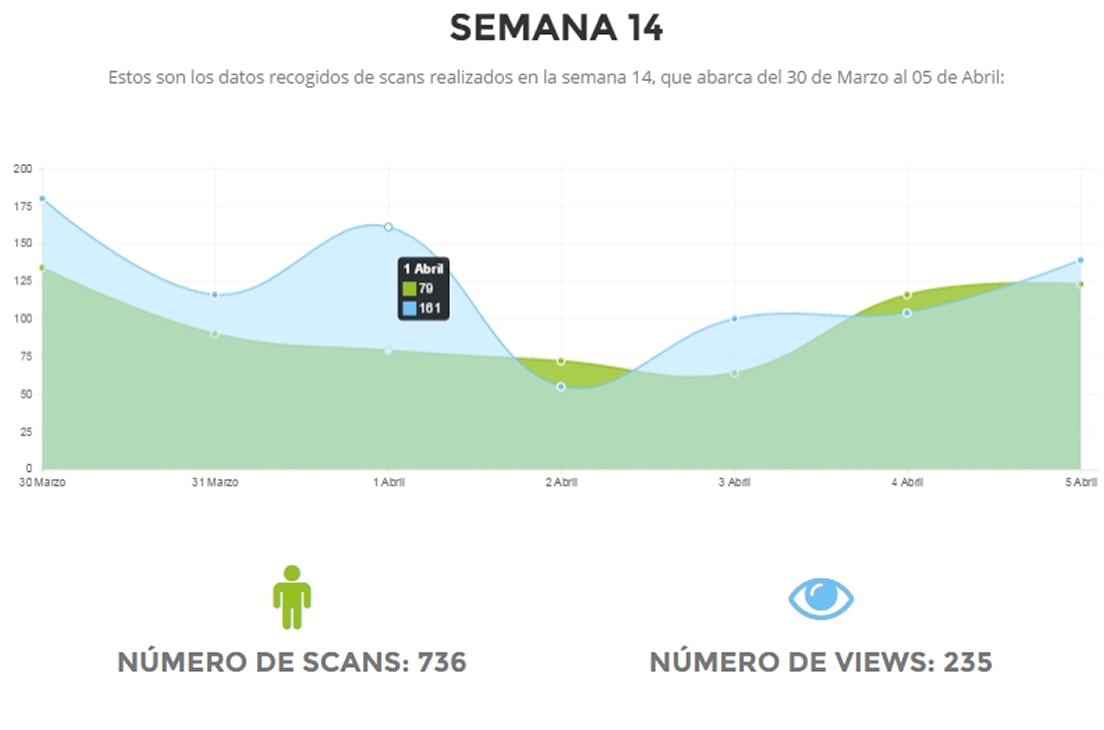 SEMANA 14
Estos son los datos recogidos de scans realizados en la semana 14, que abarca del 30 de Marzo al 05 de Abril:
200
175
150
125
100
75
50
25
0
1 Abril
79
161
30 Marzo
31 Marzo
1 Abril
2 Abril
3 Abril
4 Abril
5 Abril
NÚMERO DE SCANS: 736
NÚMERO DE VIEWS: 235